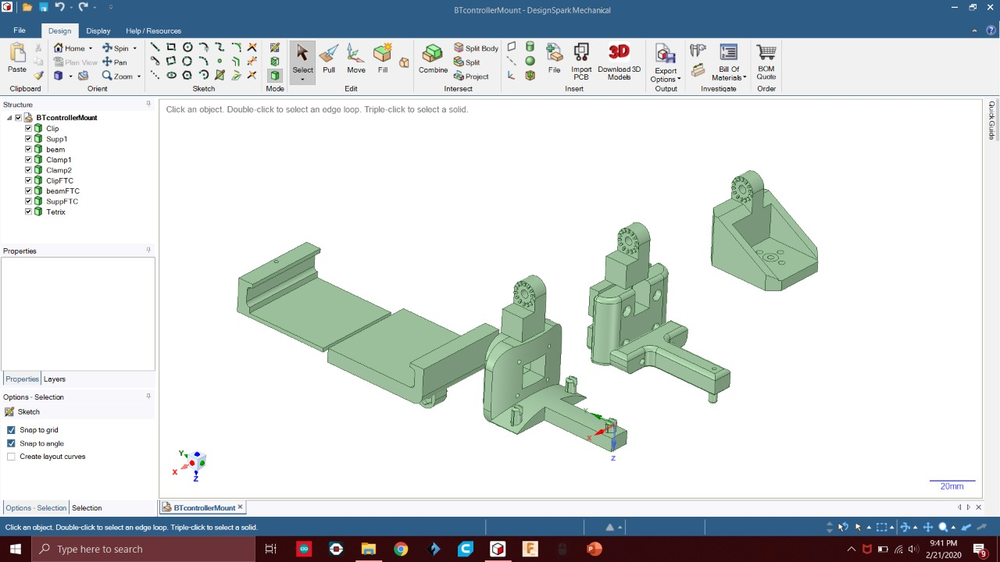 BTcontrollerMount - DesignSpark Mechanical
File Design Display Help / Resources
Paste
Home Spin
Plan View Pan
Zoom
Select
Pull
Move
Fill
Combine
Split Body
Split
Project
File
Import PCB
3D
Download 3D Models
Export Options
Bill Of Materials
BOM Quote
Clipboard Orient Sketch Mode Edit Intersect Insert Output Investigate Order
Structure
BTcontrollerMount
Clip
Supp1
beam
Clamp1
Clamp2
ClipFTC
beamFTC
SuppFTC
Tetrix
Properties
Properties Layers
Options - Selection
Sketch
Snap to grid
Snap to angle
Create layout curves
Options - Selection Selection
Click an object. Double-click to select an edge loop. Triple-click to select a solid.
Quick Guide
X
Z
Y
X
Z
20mm
BTcontrollerMount
Click an object. Double-click to select an edge loop. Triple-click to select a solid.
Type here to search
9:41 PM
2/21/2020
9